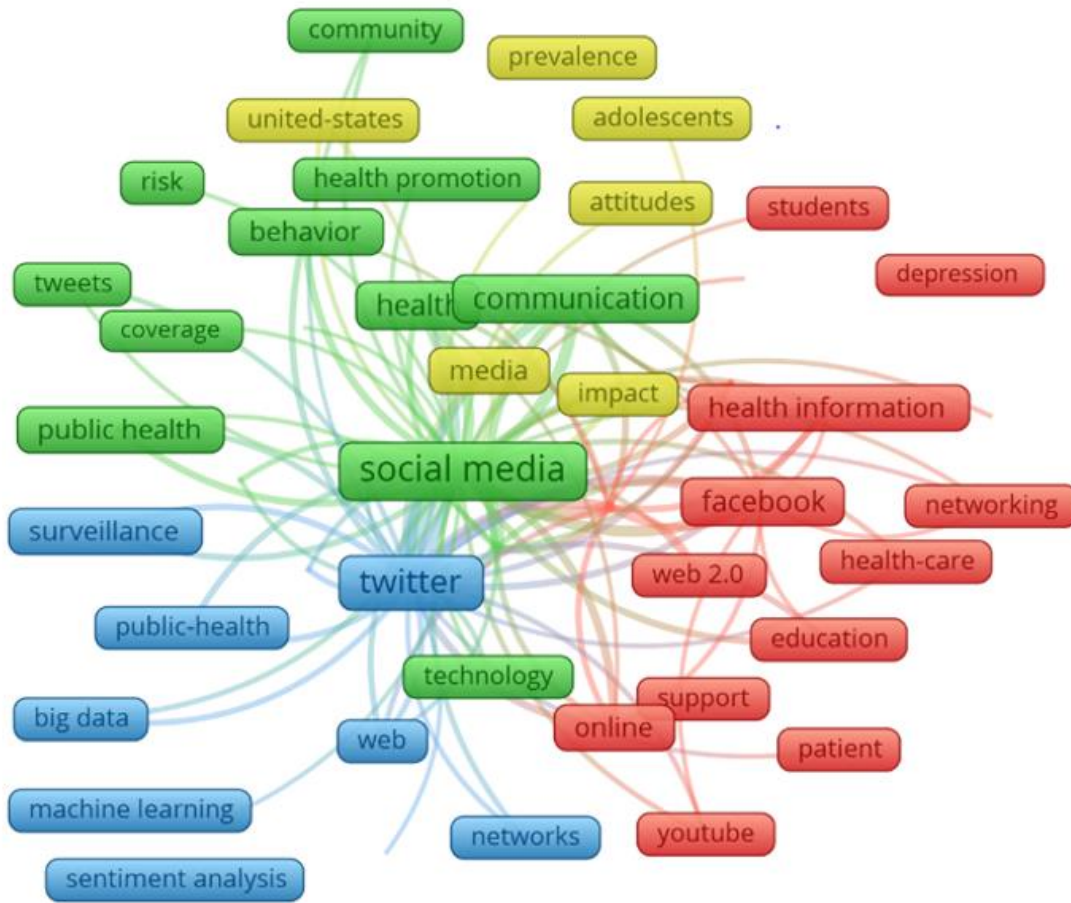 community
prevalence
united-states
adolescents
risk
health promotion
attitudes
students
behavior
depression
tweets
health
communication
coverage
media
impact
health information
public health
social media
facebook
networking
surveillance
health-care
twitter
web 2.0
public-health
education
technology
support
big data
web
online
patient
machine learning
networks
youtube
sentiment analysis